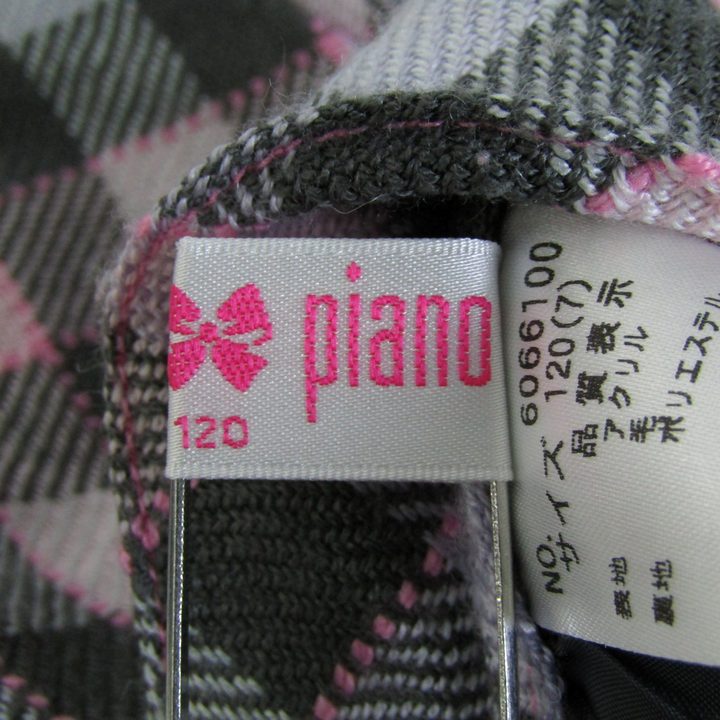 piano
120
NO. 6066100
サイズ 120(7)
品質表示
表地 アクリル
毛
裏地 ポリエステル